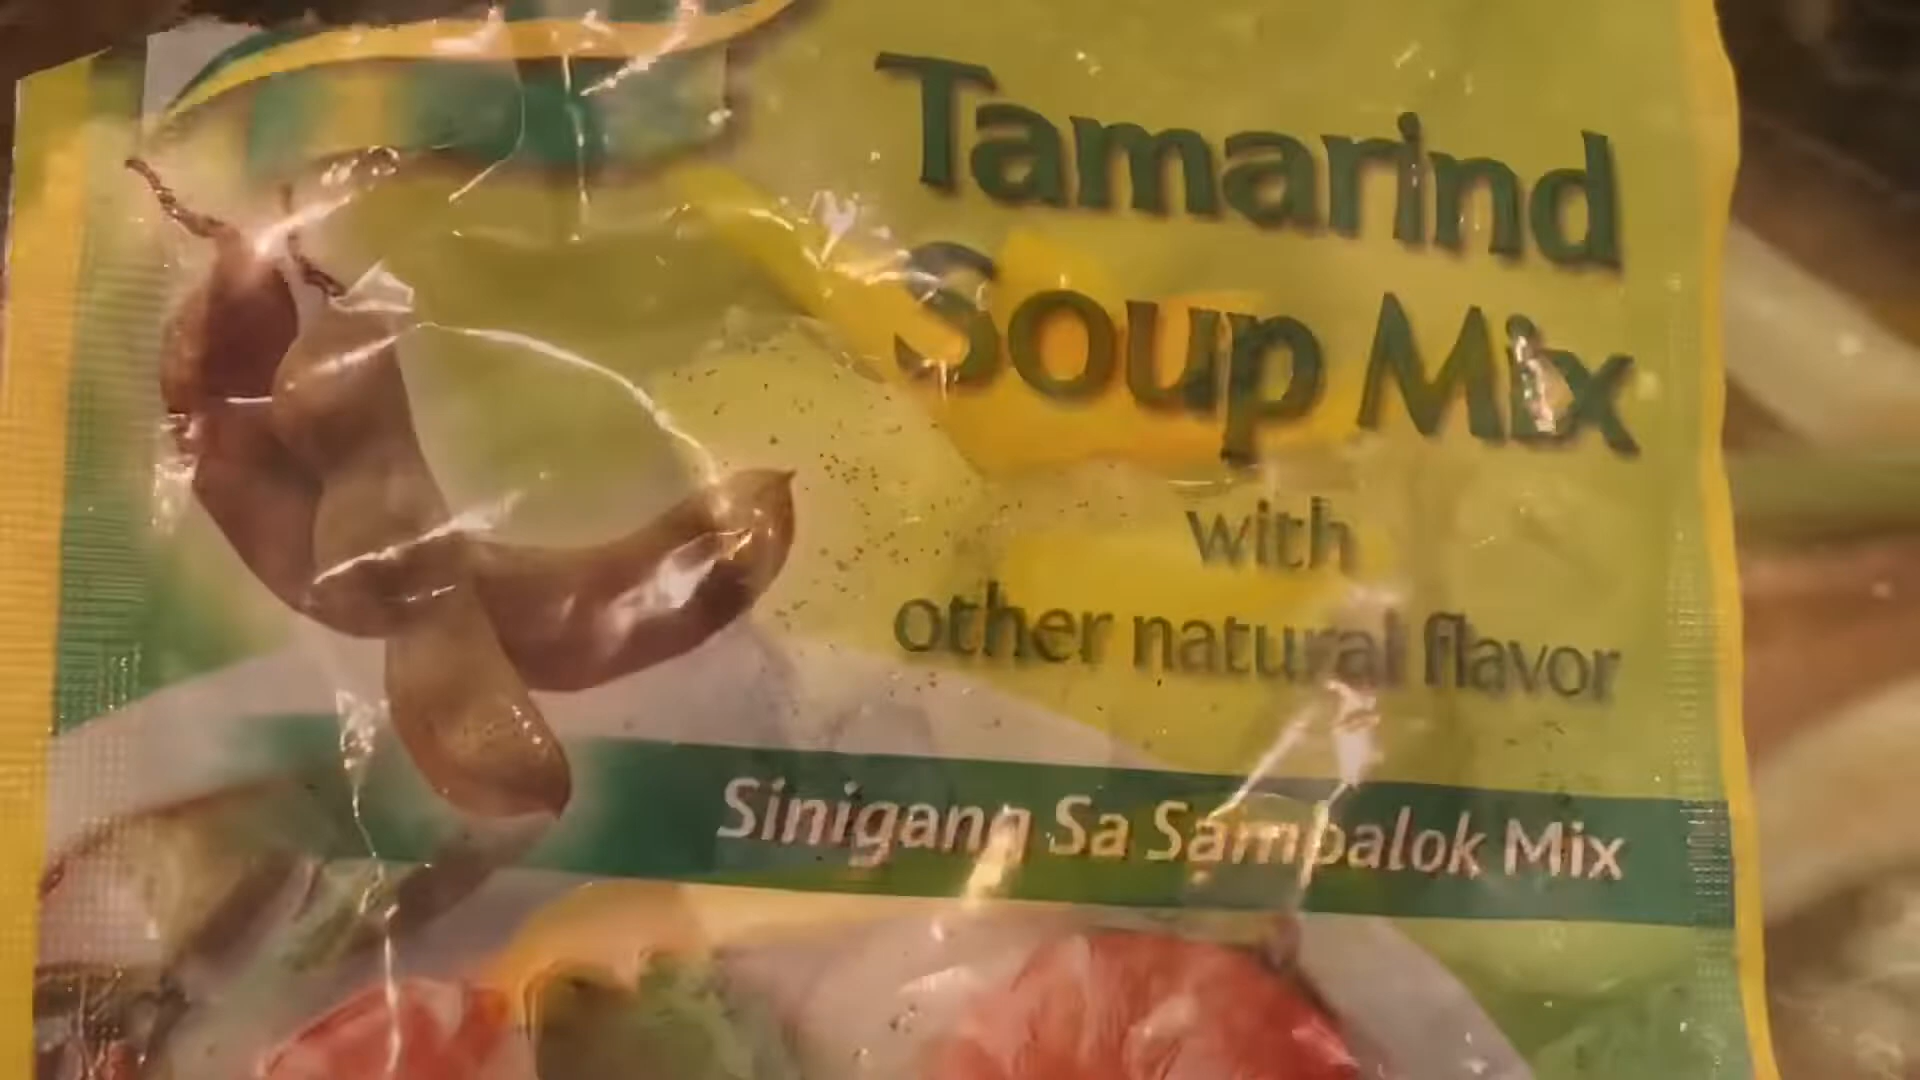 Tamarind
Soup Mix
with
other natural flavor
Sinigang Sa Sampalok Mix